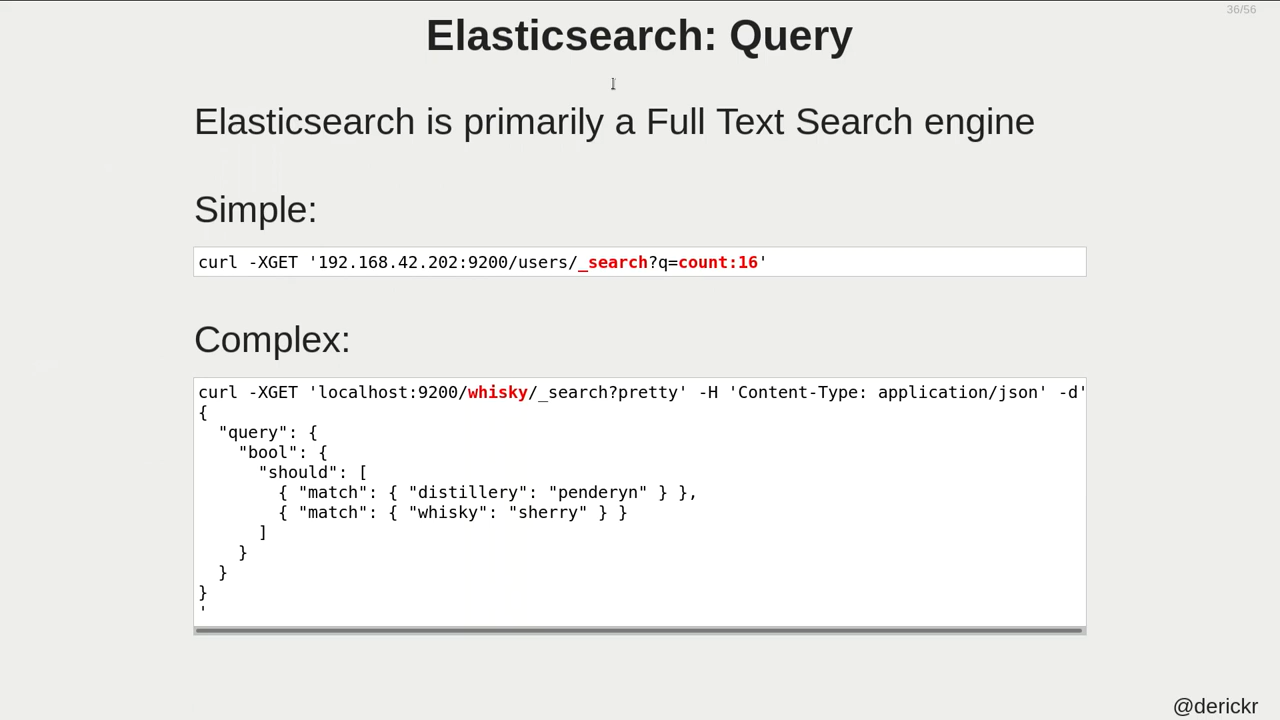 36/56
Elasticsearch: Query
Elasticsearch is primarily a Full Text Search engine
Simple:
curl -XGET '192.168.42.202:9200/users/_search?q=count:16'
Complex:
curl -XGET 'localhost:9200/whisky/_search?pretty' -H 'Content-Type: application/json' -d'
{
  "query": {
    "bool": {
      "should": [
        { "match": { "distillery": "penderyn" } },
        { "match": { "whisky": "sherry" } }
      ]
    }
  }
}
'
@derickr